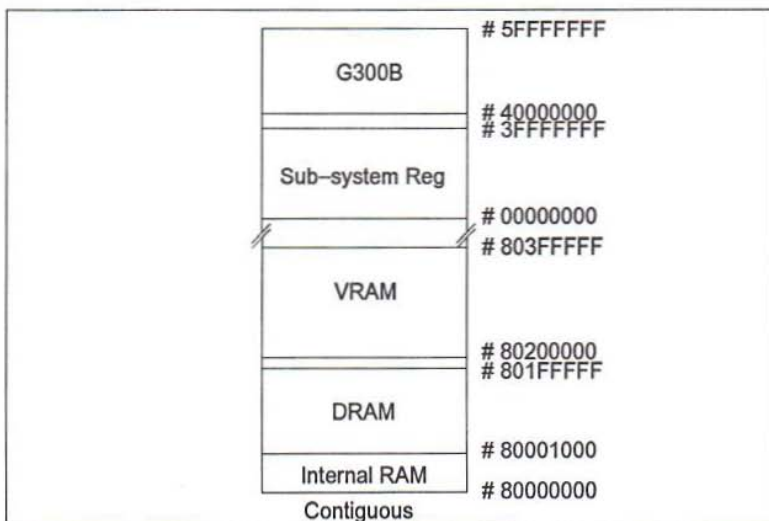 # 5FFFFFFF
G300B
# 40000000
# 3FFFFFFF
Sub–system Reg
# 00000000
# 803FFFFF
VRAM
# 80200000
# 801FFFFF
DRAM
# 80001000
Internal RAM
# 80000000
Contiguous